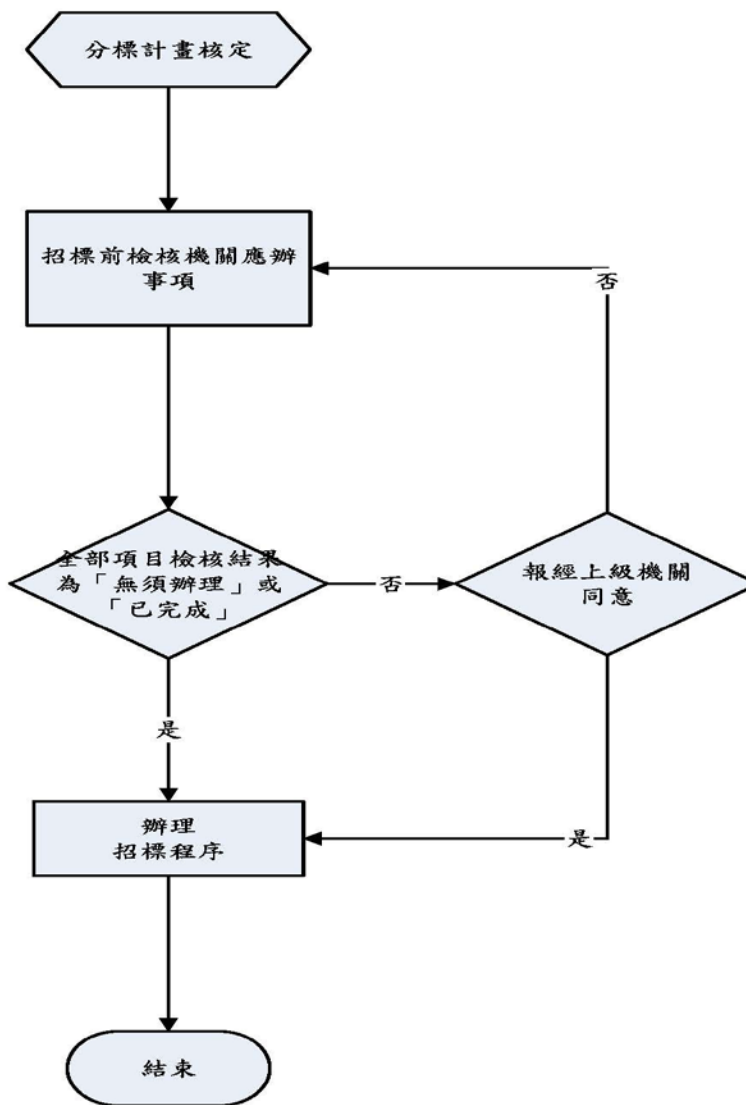 分標計畫核定
招標前檢核機關應辦
事項
否
全部項目檢核結果
為「無須辦理」或
「已完成」
否
報經上級機關
同意
是
辦理
招標程序
是
結束